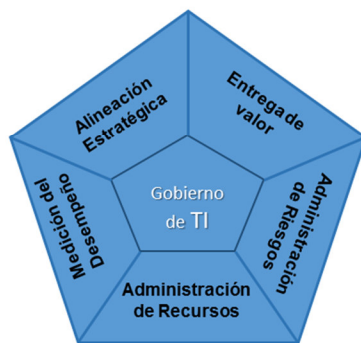 Alineación
Estratégica
Entrega de
valor
Medición del
Desempeño
Gobierno
de TI
Administración
de Riesgos
Administración
de Recursos